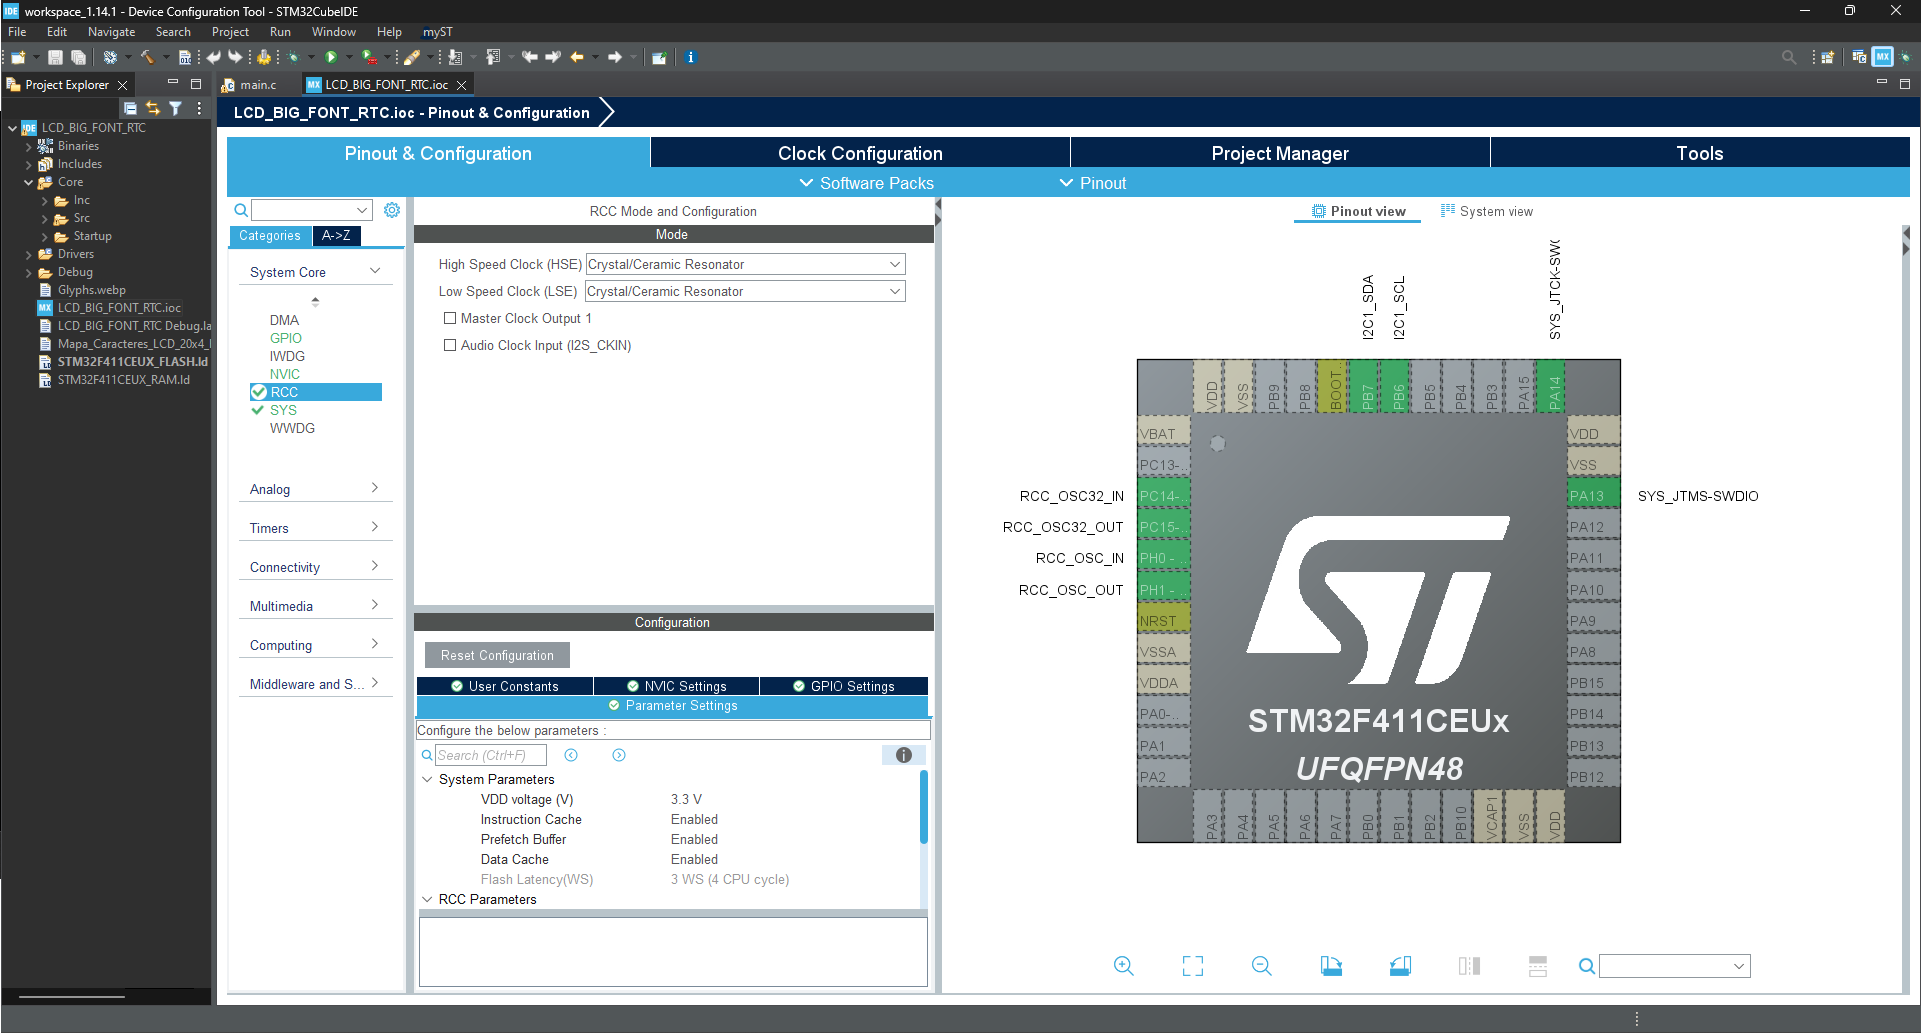 IDE workspace_1.14.1 - Device Configuration Tool - STM32CubeIDE
File Edit Navigate Search Project Run Window Help myST
Project Explorer
main.c
MX LCD_BIG_FONT_RTC.ioc
IDE LCD_BIG_FONT_RTC
Binaries
Includes
Core
Inc
Src
Startup
Drivers
Debug
Glyphs.webp
MX LCD_BIG_FONT_RTC.ioc
LCD_BIG_FONT_RTC Debug.la
Mapa_Caracteres_LCD_20x4_
STM32F411CEUX_FLASH.ld
STM32F411CEUX_RAM.ld
LCD_BIG_FONT_RTC.ioc - Pinout & Configuration
Pinout & Configuration
Clock Configuration
Project Manager
Tools
Software Packs
Pinout
Categories A->Z
System Core
DMA
GPIO
IWDG
NVIC
RCC
SYS
WWDG
Analog
Timers
Connectivity
Multimedia
Computing
Middleware and S...
RCC Mode and Configuration
Mode
High Speed Clock (HSE) Crystal/Ceramic Resonator
Low Speed Clock (LSE) Crystal/Ceramic Resonator
Master Clock Output 1
Audio Clock Input (I2S_CKIN)
Configuration
Reset Configuration
User Constants
NVIC Settings
GPIO Settings
Parameter Settings
Configure the below parameters :
Search (Ctrl+F)
System Parameters
VDD voltage (V) 3.3 V
Instruction Cache Enabled
Prefetch Buffer Enabled
Data Cache Enabled
Flash Latency(WS) 3 WS (4 CPU cycle)
RCC Parameters
Pinout view
System view
I2C1_SDA
I2C1_SCL
SYS_JTCK-SWC
VDD
VSS
PB9
PB8
BOOT...
PB7
PB6
PB5
PB4
PB3
PA15
PA14
VBAT
PC13-...
RCC_OSC32_IN PC14-...
RCC_OSC32_OUT PC15-...
RCC_OSC_IN PH0 - ...
RCC_OSC_OUT PH1 - ...
NRST
VSSA
VDDA
PA0-...
PA1
PA2
VDD
VSS
PA13 SYS_JTMS-SWDIO
PA12
PA11
PA10
PA9
PA8
PB15
PB14
PB13
PB12
ST
STM32F411CEUx
UFQFPN48
PA3
PA4
PA5
PA6
PA7
PB0
PB1
PB2
PB10
VCAP1
VSS
VDD